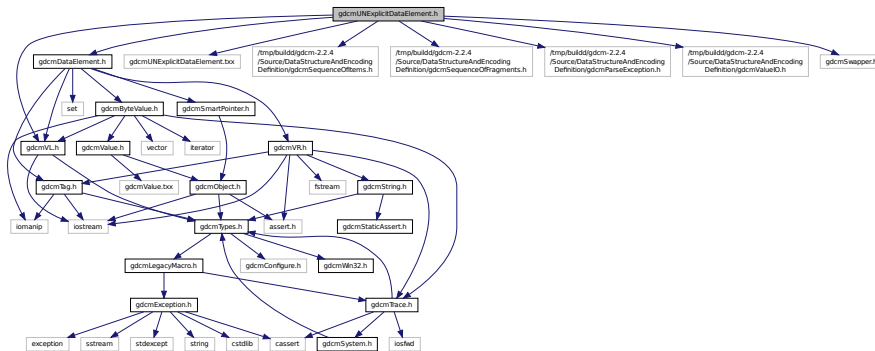 gdcmUNExplicitDataElement.h
gdcmDataElement.h
gdcmUNExplicitDataElement.txx
/tmp/buildd/gdcm-2.2.4
/Source/DataStructureAndEncoding
Definition/gdcmSequenceOfItems.h
/tmp/buildd/gdcm-2.2.4
/Source/DataStructureAndEncoding
Definition/gdcmSequenceOfFragments.h
/tmp/buildd/gdcm-2.2.4
/Source/DataStructureAndEncoding
Definition/gdcmParseException.h
/tmp/buildd/gdcm-2.2.4
/Source/DataStructureAndEncoding
Definition/gdcmValueIO.h
gdcmSwapper.h
set
gdcmByteValue.h
gdcmSmartPointer.h
gdcmVL.h
gdcmValue.h
vector
iterator
gdcmVR.h
gdcmTag.h
gdcmValue.txx
gdcmObject.h
fstream
gdcmString.h
iomanip
iostream
gdcmTypes.h
assert.h
gdcmStaticAssert.h
gdcmLegacyMacro.h
gdcmConfigure.h
gdcmWin32.h
gdcmException.h
gdcmTrace.h
exception
sstream
stdexcept
string
cstdlib
cassert
gdcmSystem.h
iosfwd